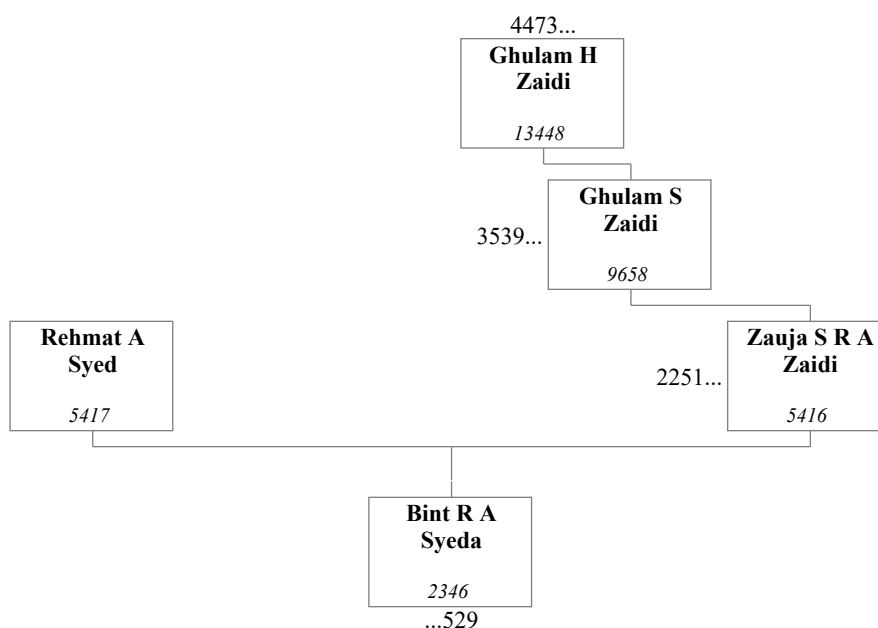 4473...
Ghulam H
Zaidi
13448
Ghulam S
Zaidi
3539...
9658
Rehmat A
Syed
5417
Zauja S R A
Zaidi
2251...
5416
Bint R A
Syeda
2346
...529